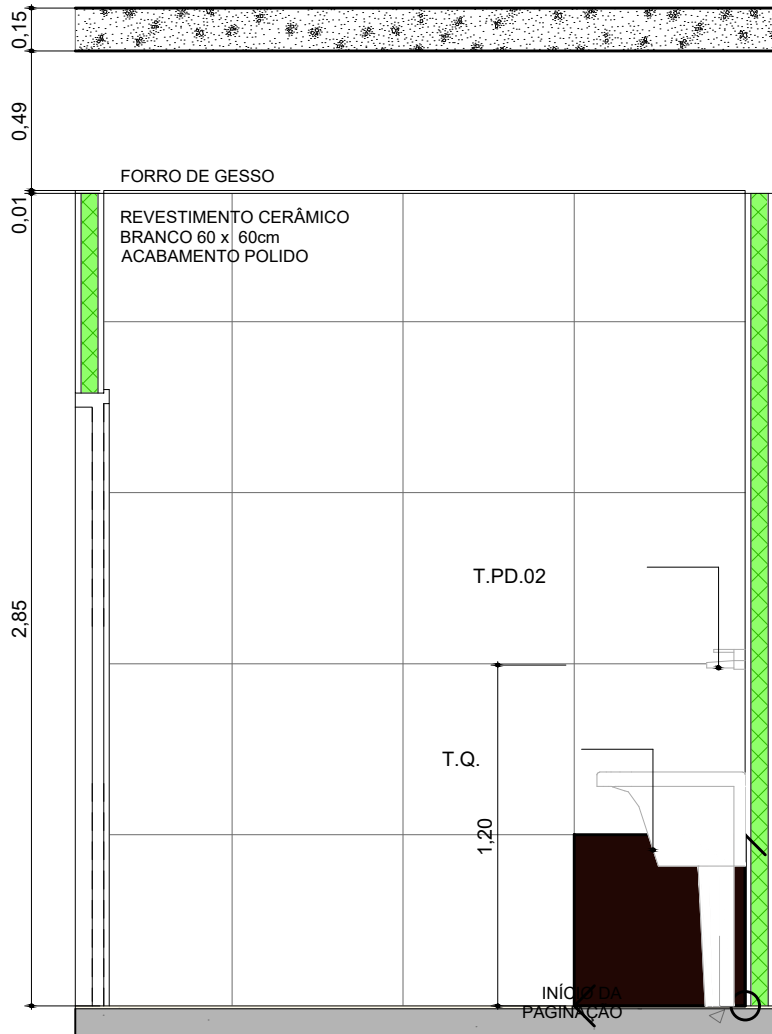 0,15
0,49
FORRO DE GESSO
0,01
REVESTIMENTO CERÂMICO
BRANCO 60 x 60cm
ACABAMENTO POLIDO
T.PD.02
2,85
T.Q.
1,20
INÍCIO DA
PAGINAÇÃO